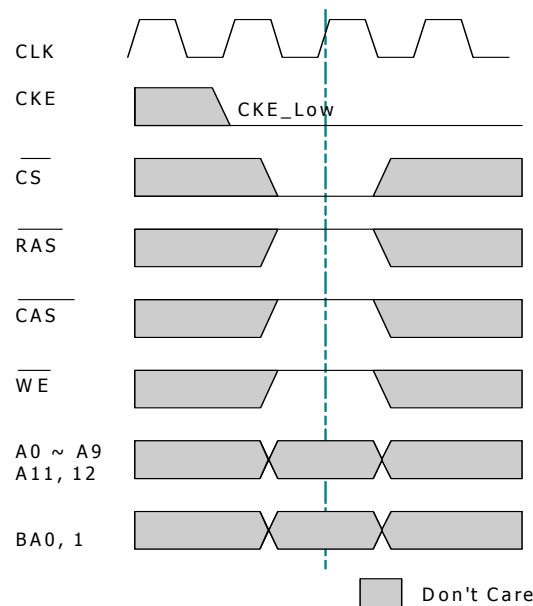 CLK
CKE
CKE_Low
CS
RAS
CAS
WE
A0 ~ A9
A11, 12
BA0, 1
Don't Care